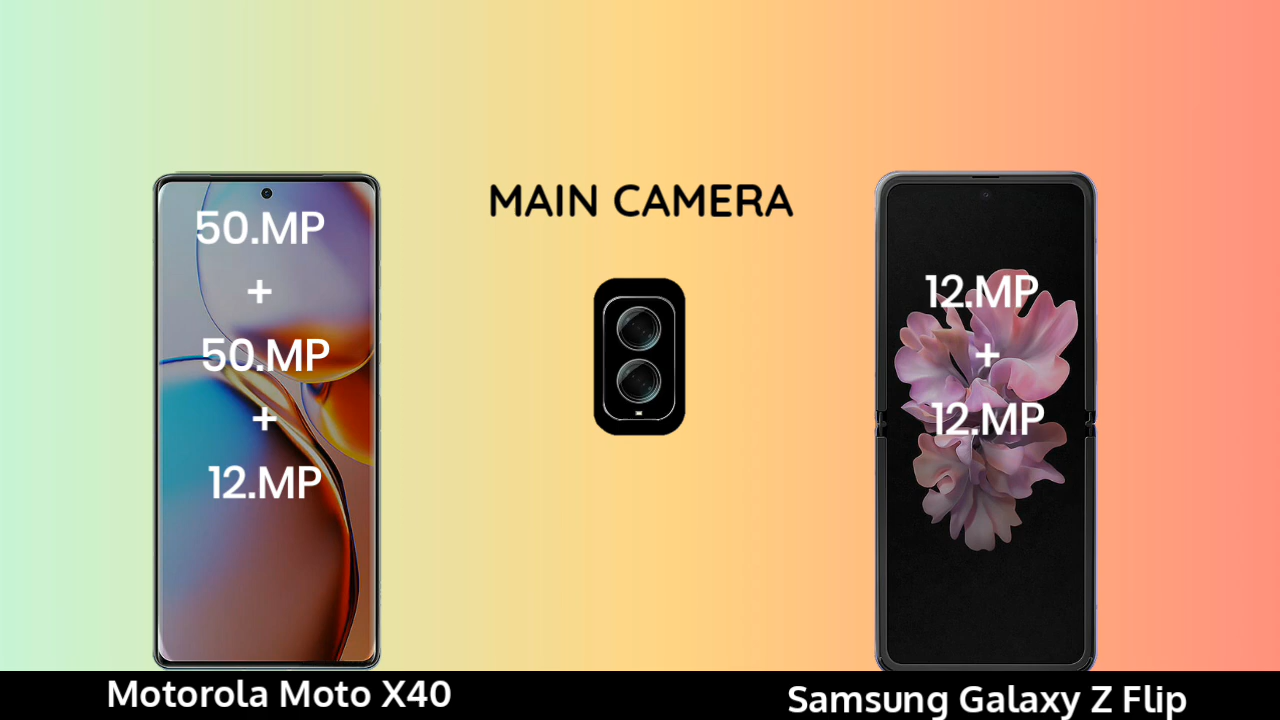 MAIN CAMERA
50.MP
+
50.MP
+
12.MP
12.MP
+
12.MP
Motorola Moto X40
Samsung Galaxy Z Flip